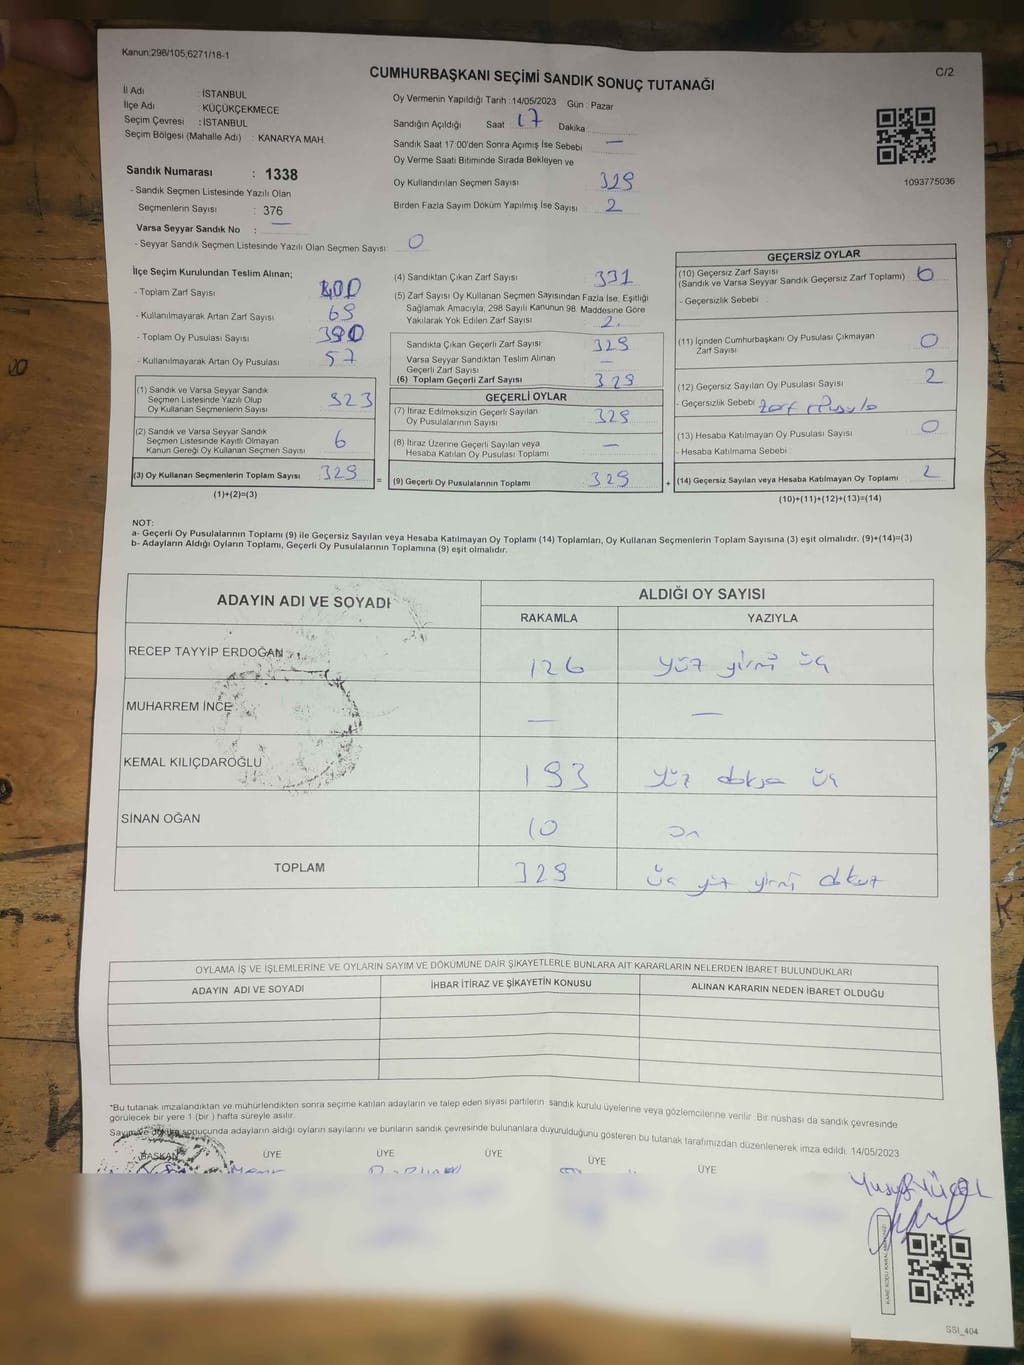 Kanun:298/105;6271/18-1
C/2
CUMHURBAŞKANI SEÇİMİ SANDIK SONUÇ TUTANAĞI
İl Adı : İSTANBUL
İlçe Adı : KÜÇÜKÇEKMECE
Seçim Çevresi : İSTANBUL
Seçim Bölgesi (Mahalle Adı) : KANARYA MAH.
Sandık Numarası : 1338
- Sandık Seçmen Listesinde Yazılı Olan
Seçmenlerin Sayısı : 376
Varsa Seyyar Sandık No : —
- Seyyar Sandık Seçmen Listesinde Yazılı Olan Seçmen Sayısı: 0
Oy Vermenin Yapıldığı Tarih :14/05/2023 Gün : Pazar
Sandığın Açıldığı Saat 17 Dakika :
Sandık Saat 17:00'den Sonra Açımış İse Sebebi —
Oy Verme Saati Bitiminde Sırada Bekleyen ve
Oy Kullandırılan Seçmen Sayısı 329
Birden Fazla Sayım Döküm Yapılmış İse Sayısı 2
1093775036
İlçe Seçim Kurulundan Teslim Alınan;
- Toplam Zarf Sayısı 400
- Kullanılmayarak Artan Zarf Sayısı 69
- Toplam Oy Pusulası Sayısı
- Kullanılmayarak Artan Oy Pusulası 57
(1) Sandık ve Varsa Seyyar Sandık
Seçmen Listesinde Yazılı Olup
Oy Kullanan Seçmenlerin Sayısı 323
(2) Sandık ve Varsa Seyyar Sandık
Seçmen Listesinde Kayıtlı Olmayan
Kanun Gereği Oy Kullanan Seçmen Sayısı 6
(3) Oy Kullanan Seçmenlerin Toplam Sayısı 329 =
(1)+(2)=(3)
(4) Sandıktan Çıkan Zarf Sayısı 331
(5) Zarf Sayısı Oy Kullanan Seçmen Sayısından Fazla İse, Eşitliği
Sağlamak Amacıyla, 298 Sayılı Kanunun 98. Maddesine Göre
Yakılarak Yok Edilen Zarf Sayısı 2
Sandıkta Çıkan Geçerli Zarf Sayısı 329
Varsa Seyyar Sandıktan Teslim Alınan
Geçerli Zarf Sayısı —
(6) Toplam Geçerli Zarf Sayısı 329
GEÇERLİ OYLAR
(7) İtiraz Edilmeksizin Geçerli Sayılan
Oy Pusulalarının Sayısı 329
(8) İtiraz Üzerine Geçerli Sayılan veya
Hesaba Katılan Oy Pusulası Toplamı —
(9) Geçerli Oy Pusulalarının Toplamı 329 +
GEÇERSİZ OYLAR
(10) Geçersiz Zarf Sayısı
(Sandık ve Varsa Seyyar Sandık Geçersiz Zarf Toplamı) 0
- Geçersizlik Sebebi :
(11) İçinden Cumhurbaşkanı Oy Pusulası Çıkmayan
Zarf Sayısı 0
(12) Geçersiz Sayılan Oy Pusulası Sayısı 2
- Geçersizlik Sebebi zarf
(13) Hesaba Katılmayan Oy Pusulası Sayısı 0
- Hesaba Katılmama Sebebi :
(14) Geçersiz Sayılan veya Hesaba Katılmayan Oy Toplamı 2
(10)+(11)+(12)+(13)=(14)
NOT:
a- Geçerli Oy Pusulalarının Toplamı (9) ile Geçersiz Sayılan veya Hesaba Katılmayan Oy Toplamı (14) Toplamları, Oy Kullanan Seçmenlerin Toplam Sayısına (3) eşit olmalıdır. (9)+(14)=(3)
b- Adayların Aldığı Oyların Toplamı, Geçerli Oy Pusulalarının Toplamına (9) eşit olmalıdır.
ADAYIN ADI VE SOYADI
ALDIĞI OY SAYISI
RAKAMLA YAZIYLA
RECEP TAYYİP ERDOĞAN 126 yüz yirmi üç
MUHARREM İNCE — —
KEMAL KILIÇDAROĞLU 193 yüz doksa üç
SİNAN OĞAN 10 on
TOPLAM 329 üç yüz yirmi dokuz
OYLAMA İŞ VE İŞLEMLERİNE VE OYLARIN SAYIM VE DÖKÜMÜNE DAİR ŞİKAYETLERLE BUNLARA AİT KARARLARIN NELERDEN İBARET BULUNDUKLARI
ADAYIN ADI VE SOYADI İHBAR İTİRAZ VE ŞİKAYETİN KONUSU ALINAN KARARIN NEDEN İBARET OLDUĞU
*Bu tutanak imzalandıktan ve mühürlendikten sonra seçime katılan adayların ve talep eden siyasi partilerin sandık kurulu üyelerine veya gözlemcilerine verilir. Bir nüshası da sandık çevresinde
görülecek bir yere 1 (bir ) hafta süreyle asılır.
Sayım ve döküm sonuçunda adayların aldığı oyların sayılarını ve bunların sandık çevresinde bulunanlara duyurulduğunu gösteren bu tutanak tarafımızdan düzenlenerek imza edildi. 14/05/2023
BAŞKAN ÜYE ÜYE ÜYE ÜYE ÜYE
Yusuf YÜCEL
SSI_404